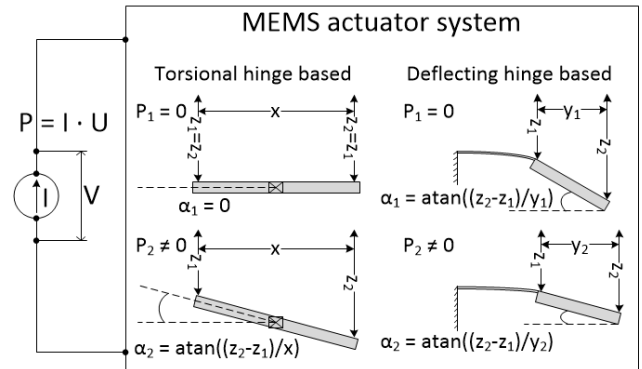 MEMS actuator system
Torsional hinge based
Deflecting hinge based
P = I · U
I
V
P₁ = 0
z₁=z₂
x
z₂=z₁
α₁ = 0
P₁ = 0
z₁
y₁
z₂
α₁ = atan((z₂-z₁)/y₁)
P₂ ≠ 0
z₁
x
z₂
α₂ = atan((z₂-z₁)/x)
P₂ ≠ 0
z₁
y₂
z₂
α₂ = atan((z₂-z₁)/y₂)